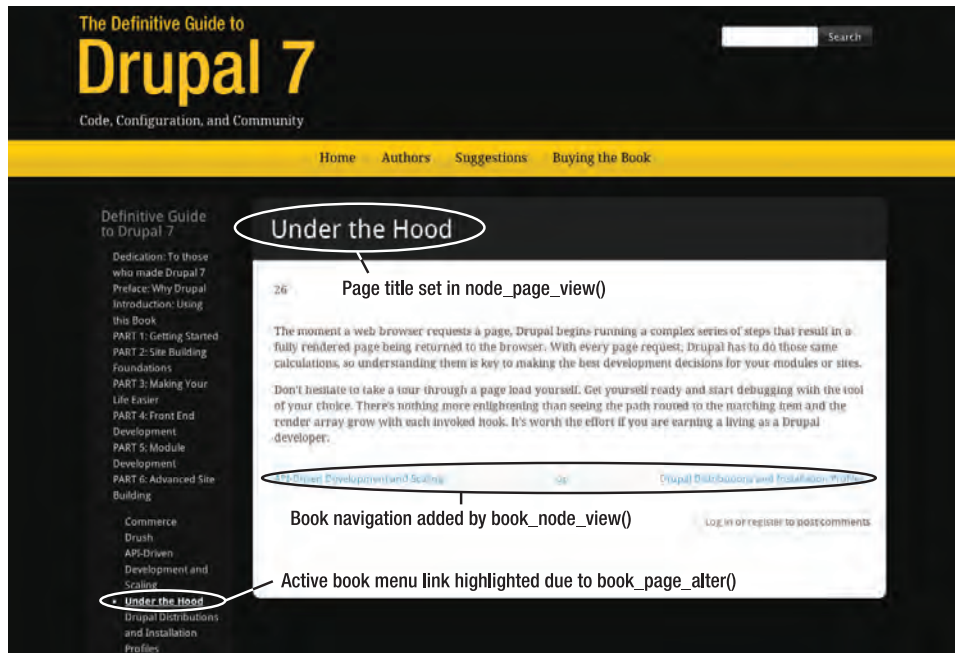 The Definitive Guide to
Drupal 7
Code, Configuration, and Community
Search
Home Authors Suggestions Buying the Book
Definitive Guide
to Drupal 7
Dedication: To those
who made Drupal 7
Preface: Why Drupal
Introduction: Using
this Book
PART 1: Getting Started
PART 2: Site Building
Foundations
PART 3: Making Your
Life Easier
PART 4: Front End
Development
PART 5: Module
Development
PART 6: Advanced Site
Building
Commerce
Drush
API-Driven
Development and
Scaling
Under the Hood
Drupal Distributions
and Installation
Profiles
Under the Hood
Page title set in node_page_view()
26
The moment a web browser requests a page, Drupal begins running a complex series of steps that result in a
fully rendered page being returned to the browser. With every page request, Drupal has to do those same
calculations, so understanding them is key to making the best development decisions for your modules or sites.
Don't hesitate to take a tour through a page load yourself. Get yourself ready and start debugging with the tool
of your choice. There's nothing more enlightening than seeing the path routed to the matching item and the
render array grow with each invoked hook. It's worth the effort if you are earning a living as a Drupal
developer.
API-Driven Development and Scaling Up Drupal Distributions and Installation Profiles
Book navigation added by book_node_view()
Log in or register to post comments
Active book menu link highlighted due to book_page_alter()